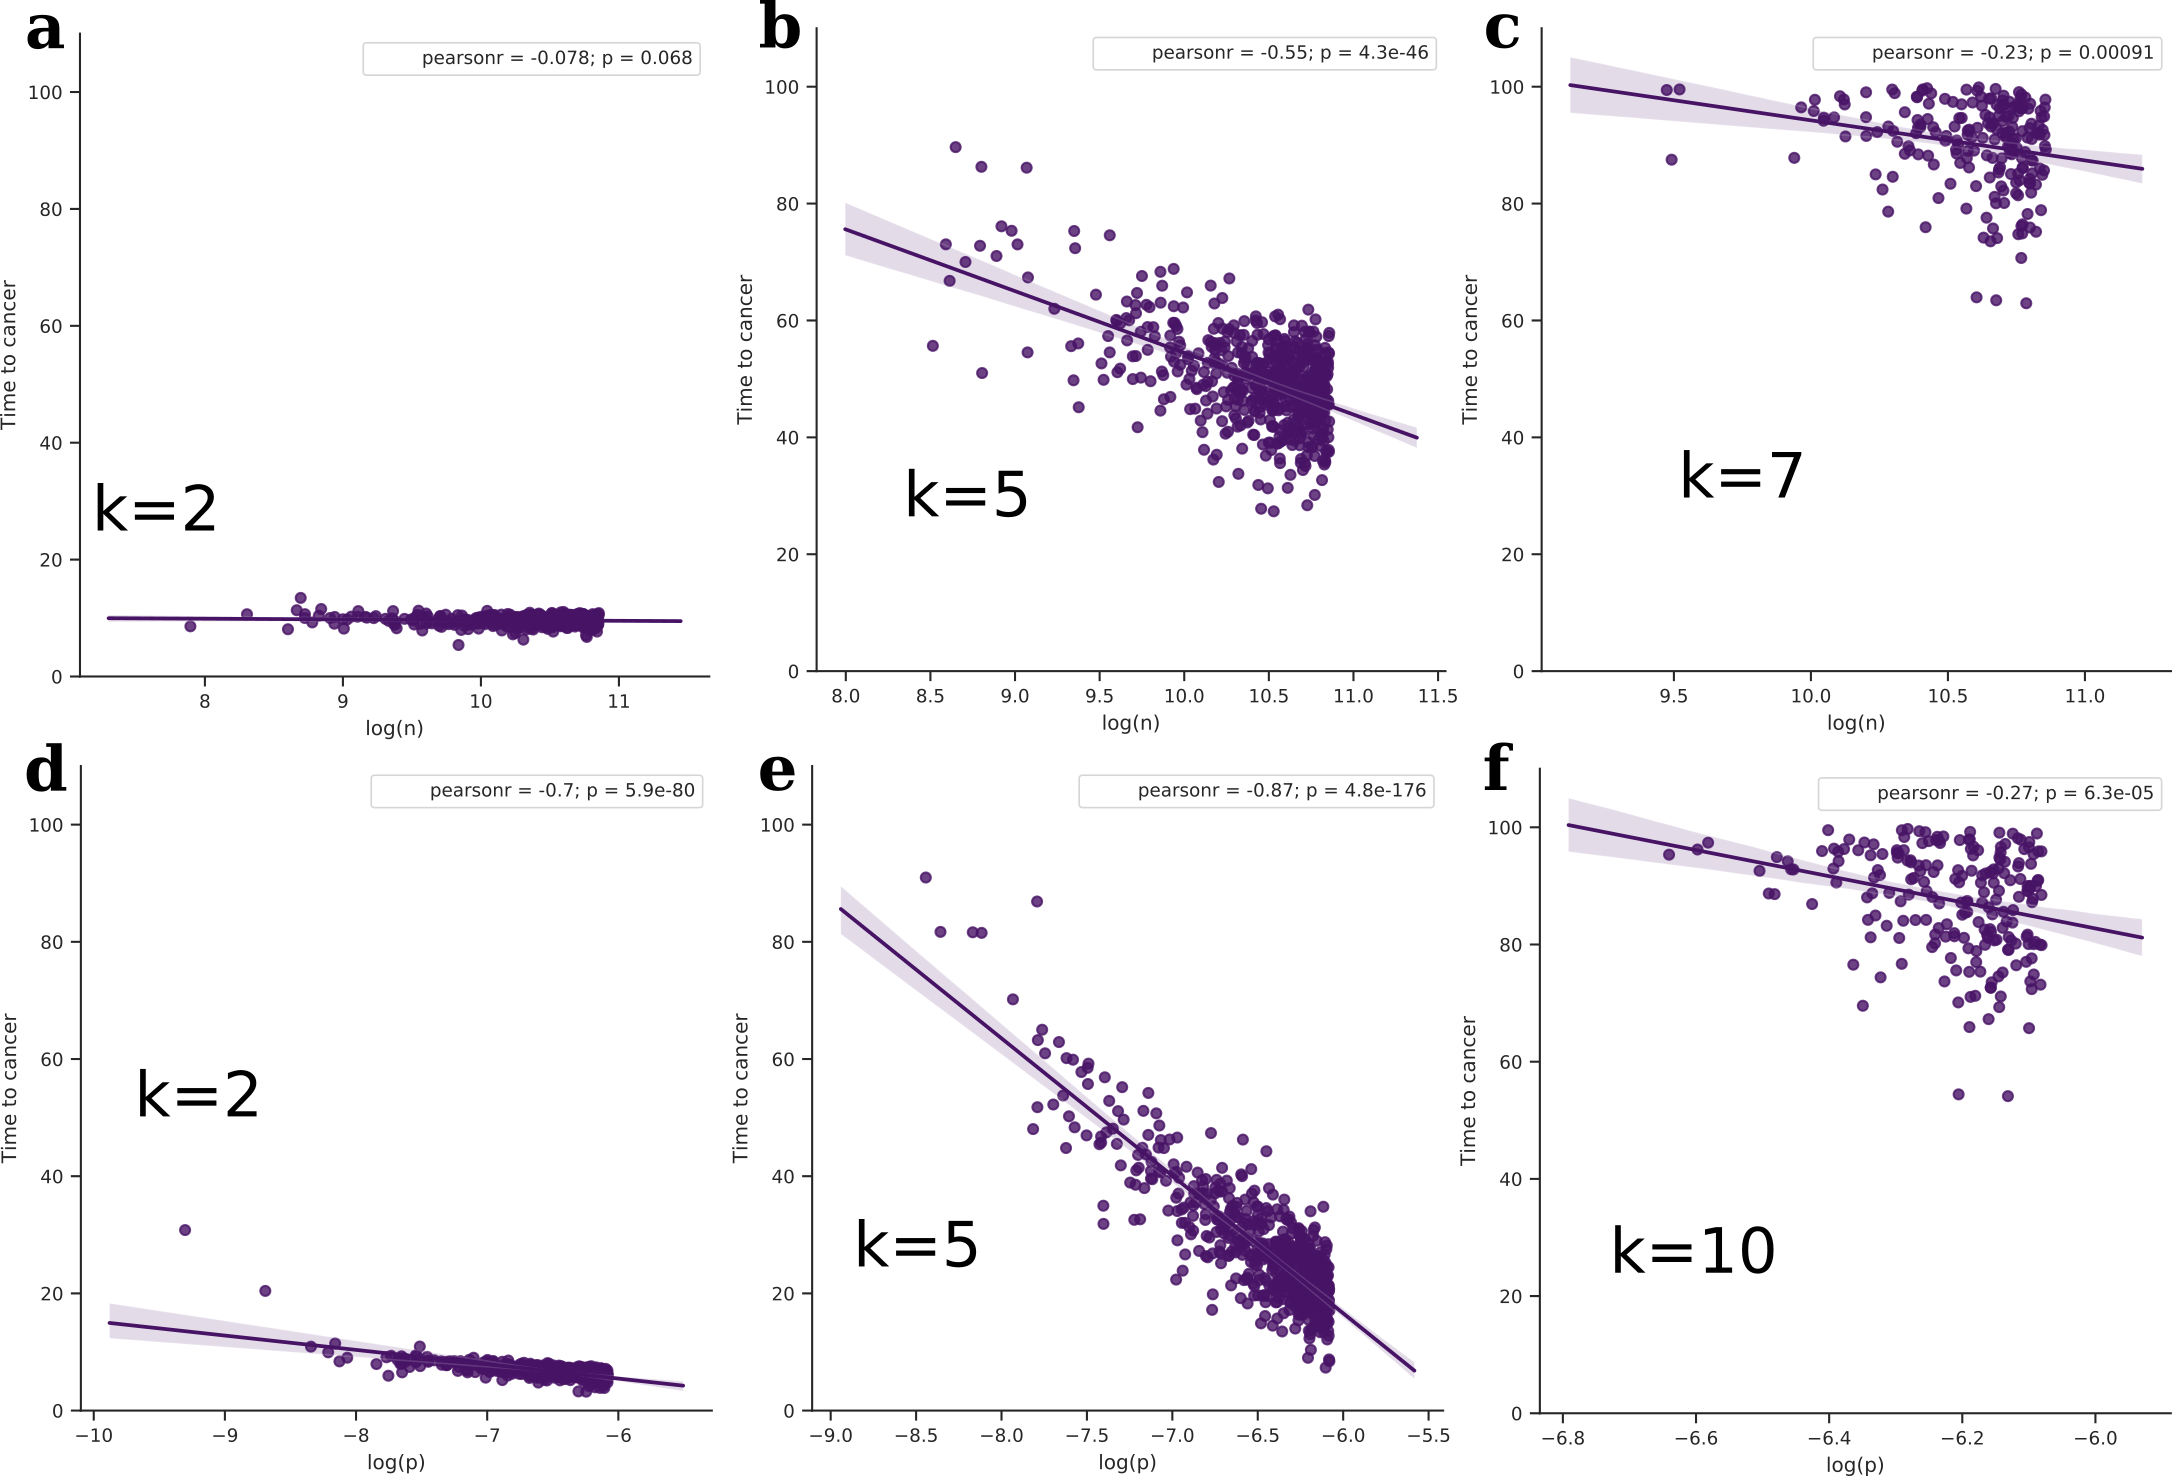 a
pearsonr = -0.078; p = 0.068
100
80
60
40
20
0
Time to cancer
k=2
8 9 10 11
log(n)
b
pearsonr = -0.55; p = 4.3e-46
100
80
60
40
20
0
Time to cancer
k=5
8.0 8.5 9.0 9.5 10.0 10.5 11.0 11.5
log(n)
c
pearsonr = -0.23; p = 0.00091
100
80
60
40
20
0
Time to cancer
k=7
9.5 10.0 10.5 11.0
log(n)
d
pearsonr = -0.7; p = 5.9e-80
100
80
60
40
20
0
Time to cancer
k=2
−10 −9 −8 −7 −6
log(p)
e
pearsonr = -0.87; p = 4.8e-176
100
80
60
40
20
0
Time to cancer
k=5
−9.0 −8.5 −8.0 −7.5 −7.0 −6.5 −6.0 −5.5
log(p)
f
pearsonr = -0.27; p = 6.3e-05
100
80
60
40
20
0
Time to cancer
k=10
−6.8 −6.6 −6.4 −6.2 −6.0
log(p)